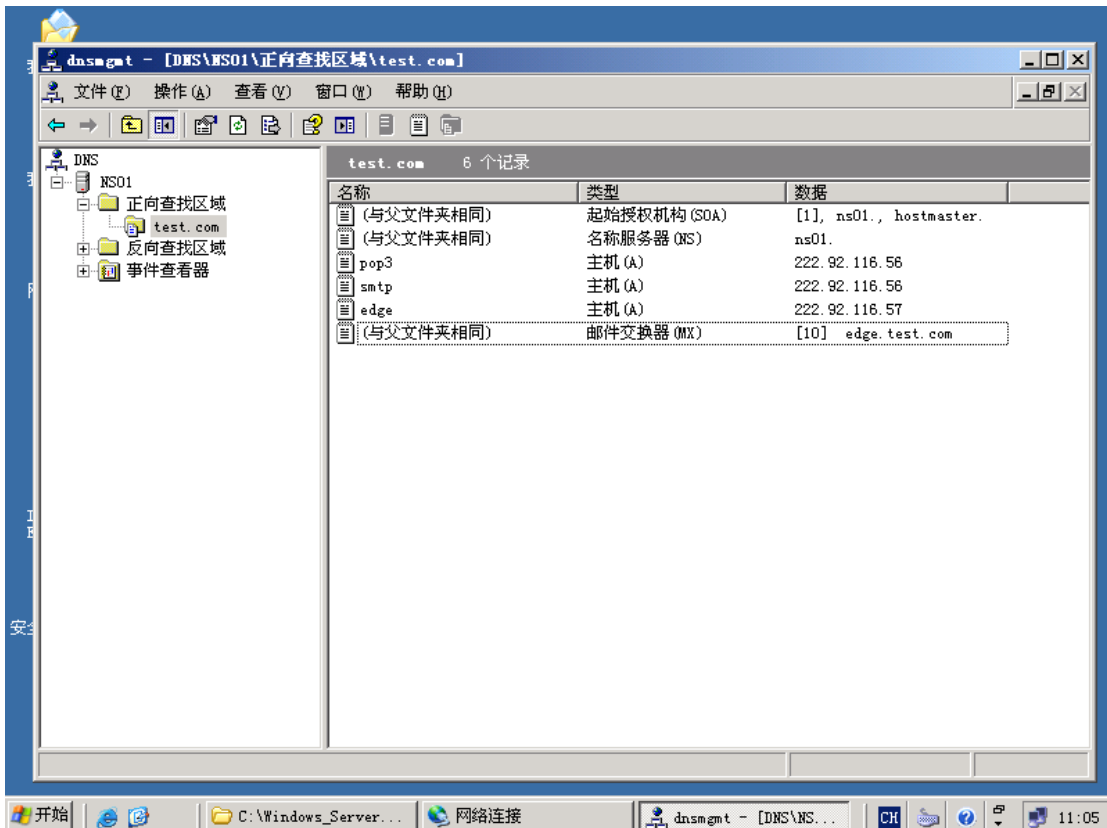 dnsmgmt - [DNS\NS01\正向查找区域\test.com]
文件(F) 操作(A) 查看(V) 窗口(W) 帮助(H)
DNS
NS01
正向查找区域
test.com
反向查找区域
事件查看器
test.com 6 个记录
名称 类型 数据
(与父文件夹相同) 起始授权机构(SOA) [1], ns01., hostmaster.
(与父文件夹相同) 名称服务器(NS) ns01.
pop3 主机(A) 222.92.116.56
smtp 主机(A) 222.92.116.56
edge 主机(A) 222.92.116.57
(与父文件夹相同) 邮件交换器(MX) [10] edge.test.com
安全
开始 C:\Windows_Server... 网络连接 dnsmgmt - [DNS\NS... CH 11:05